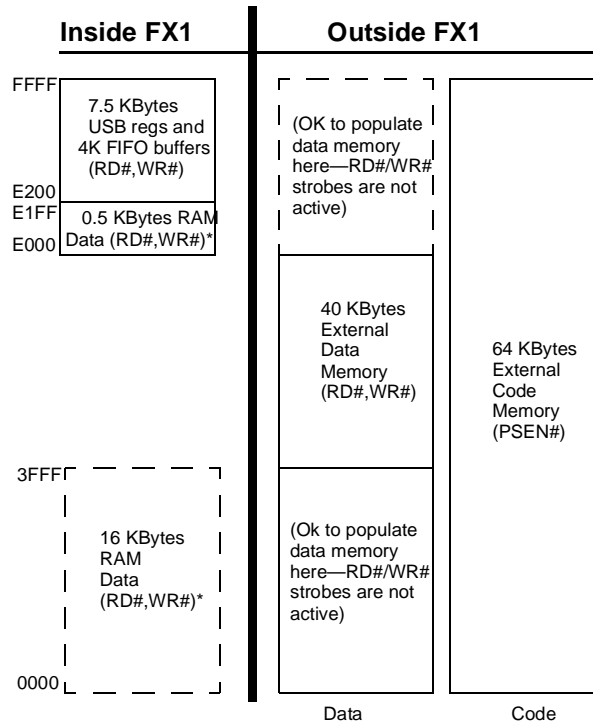 Inside FX1
Outside FX1
FFFF
7.5 KBytes
USB regs and
4K FIFO buffers
(RD#,WR#)
E200
E1FF
0.5 KBytes RAM
Data (RD#,WR#)*
E000
(OK to populate
data memory
here—RD#/WR#
strobes are not
active)
40 KBytes
External
Data
Memory
(RD#,WR#)
64 KBytes
External
Code
Memory
(PSEN#)
3FFF
16 KBytes
RAM
Data
(RD#,WR#)*
(Ok to populate
data memory
here—RD#/WR#
strobes are not
active)
0000
Data
Code